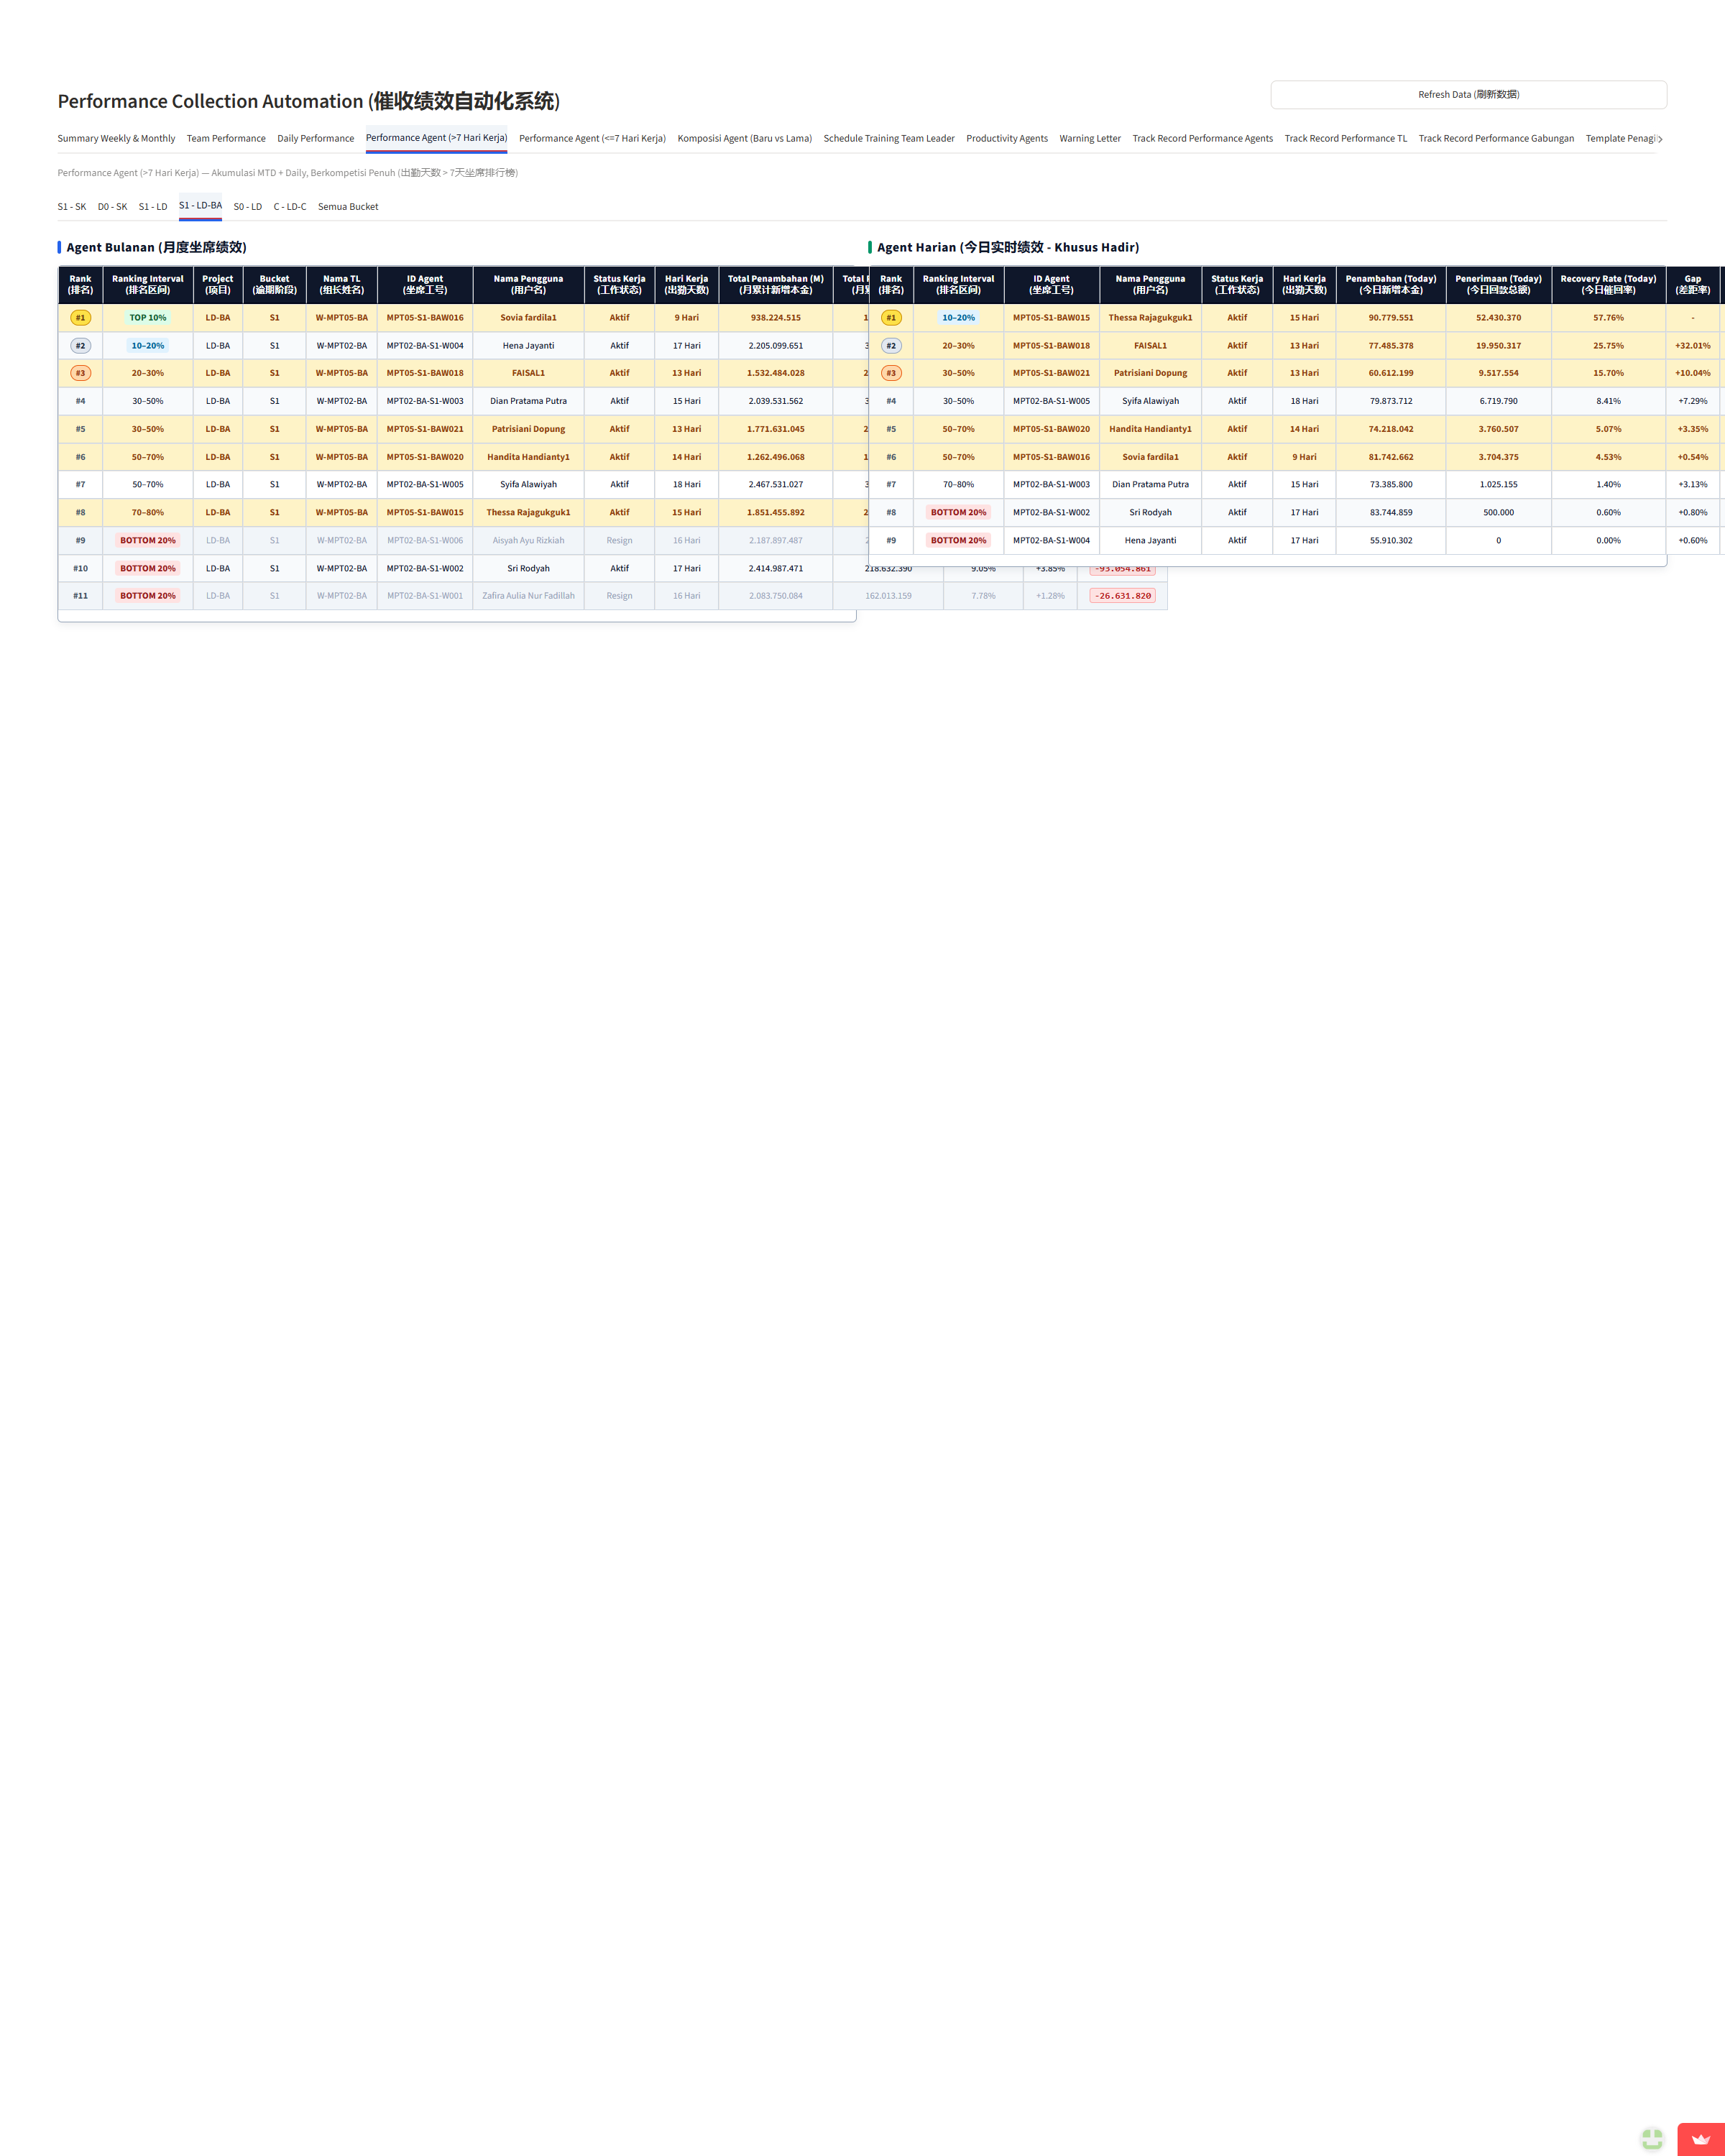 Performance Collection Automation (催收绩效自动化系统)
Refresh Data (刷新数据)
Summary Weekly & Monthly Team Performance Daily Performance Performance Agent (>7 Hari Kerja) Performance Agent (<=7 Hari Kerja) Komposisi Agent (Baru vs Lama) Schedule Training Team Leader Productivity Agents Warning Letter Track Record Performance Agents Track Record Performance TL Track Record Performance Gabungan Template Penagi
Performance Agent (>7 Hari Kerja) — Akumulasi MTD + Daily, Berkompetisi Penuh (出勤天数 > 7天坐席排行榜)
S1 - SK D0 - SK S1 - LD S1 - LD-BA S0 - LD C - LD-C Semua Bucket
Agent Bulanan (月度坐席绩效)
Rank Ranking Interval Project Bucket Nama TL ID Agent Nama Pengguna Status Kerja Hari Kerja Total Penambahan (M) Total
(排名) (排名区间) (项目) (逾期阶段) (组长姓名) (坐席工号) (用户名) (工作状态) (出勤天数) (月累计新增本金) (月
#1 TOP 10% LD-BA S1 W-MPT05-BA MPT05-S1-BAW016 Sovia fardila1 Aktif 9 Hari 938.224.515 1
#2 10–20% LD-BA S1 W-MPT02-BA MPT02-BA-S1-W004 Hena Jayanti Aktif 17 Hari 2.205.099.651 3
#3 20–30% LD-BA S1 W-MPT05-BA MPT05-S1-BAW018 FAISAL1 Aktif 13 Hari 1.532.484.028 2
#4 30–50% LD-BA S1 W-MPT02-BA MPT02-BA-S1-W003 Dian Pratama Putra Aktif 15 Hari 2.039.531.562 3
#5 30–50% LD-BA S1 W-MPT05-BA MPT05-S1-BAW021 Patrisiani Dopung Aktif 13 Hari 1.771.631.045 2
#6 50–70% LD-BA S1 W-MPT05-BA MPT05-S1-BAW020 Handita Handianty1 Aktif 14 Hari 1.262.496.068 1
#7 50–70% LD-BA S1 W-MPT02-BA MPT02-BA-S1-W005 Syifa Alawiyah Aktif 18 Hari 2.467.531.027 3
#8 70–80% LD-BA S1 W-MPT05-BA MPT05-S1-BAW015 Thessa Rajagukguk1 Aktif 15 Hari 1.851.455.892 2
#9 BOTTOM 20% LD-BA S1 W-MPT02-BA MPT02-BA-S1-W006 Aisyah Ayu Rizkiah Resign 16 Hari 2.187.897.487 2
#10 BOTTOM 20% LD-BA S1 W-MPT02-BA MPT02-BA-S1-W002 Sri Rodyah Aktif 17 Hari 2.414.987.471 218.632.390 9.05% +3.85% -93.054.861
#11 BOTTOM 20% LD-BA S1 W-MPT02-BA MPT02-BA-S1-W001 Zafira Aulia Nur Fadillah Resign 16 Hari 2.083.750.084 162.013.159 7.78% +1.28% -26.631.820
Agent Harian (今日实时绩效 - Khusus Hadir)
Rank Ranking Interval ID Agent Nama Pengguna Status Kerja Hari Kerja Penambahan (Today) Penerimaan (Today) Recovery Rate (Today) Gap
(排名) (排名区间) (坐席工号) (用户名) (工作状态) (出勤天数) (今日新增本金) (今日回款总额) (今日催回率) (差距率)
#1 10–20% MPT05-S1-BAW015 Thessa Rajagukguk1 Aktif 15 Hari 90.779.551 52.430.370 57.76% -
#2 20–30% MPT05-S1-BAW018 FAISAL1 Aktif 13 Hari 77.485.378 19.950.317 25.75% +32.01%
#3 30–50% MPT05-S1-BAW021 Patrisiani Dopung Aktif 13 Hari 60.612.199 9.517.554 15.70% +10.04%
#4 30–50% MPT02-BA-S1-W005 Syifa Alawiyah Aktif 18 Hari 79.873.712 6.719.790 8.41% +7.29%
#5 50–70% MPT05-S1-BAW020 Handita Handianty1 Aktif 14 Hari 74.218.042 3.760.507 5.07% +3.35%
#6 50–70% MPT05-S1-BAW016 Sovia fardila1 Aktif 9 Hari 81.742.662 3.704.375 4.53% +0.54%
#7 70–80% MPT02-BA-S1-W003 Dian Pratama Putra Aktif 15 Hari 73.385.800 1.025.155 1.40% +3.13%
#8 BOTTOM 20% MPT02-BA-S1-W002 Sri Rodyah Aktif 17 Hari 83.744.859 500.000 0.60% +0.80%
#9 BOTTOM 20% MPT02-BA-S1-W004 Hena Jayanti Aktif 17 Hari 55.910.302 0 0.00% +0.60%